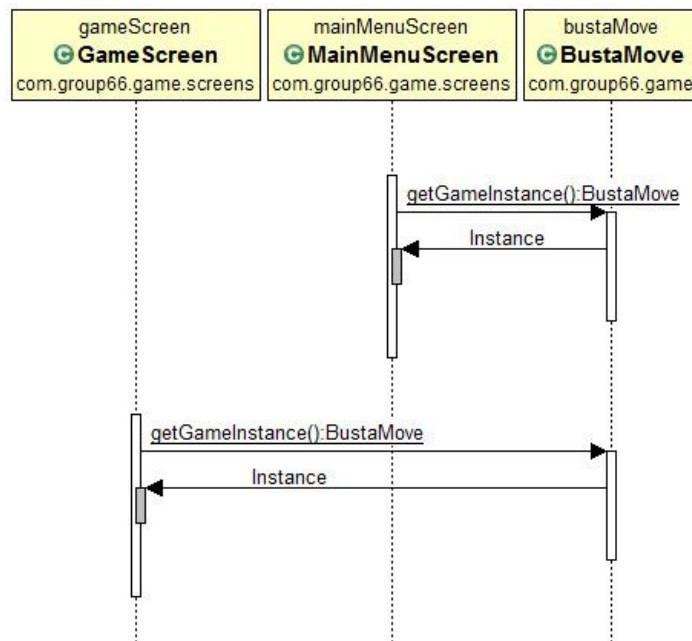 gameScreen
GameScreen
com.group66.game.screens
mainMenuScreen
MainMenuScreen
com.group66.game.screens
bustaMove
BustaMove
com.group66.game
getGameInstance():BustaMove
Instance
getGameInstance():BustaMove
Instance